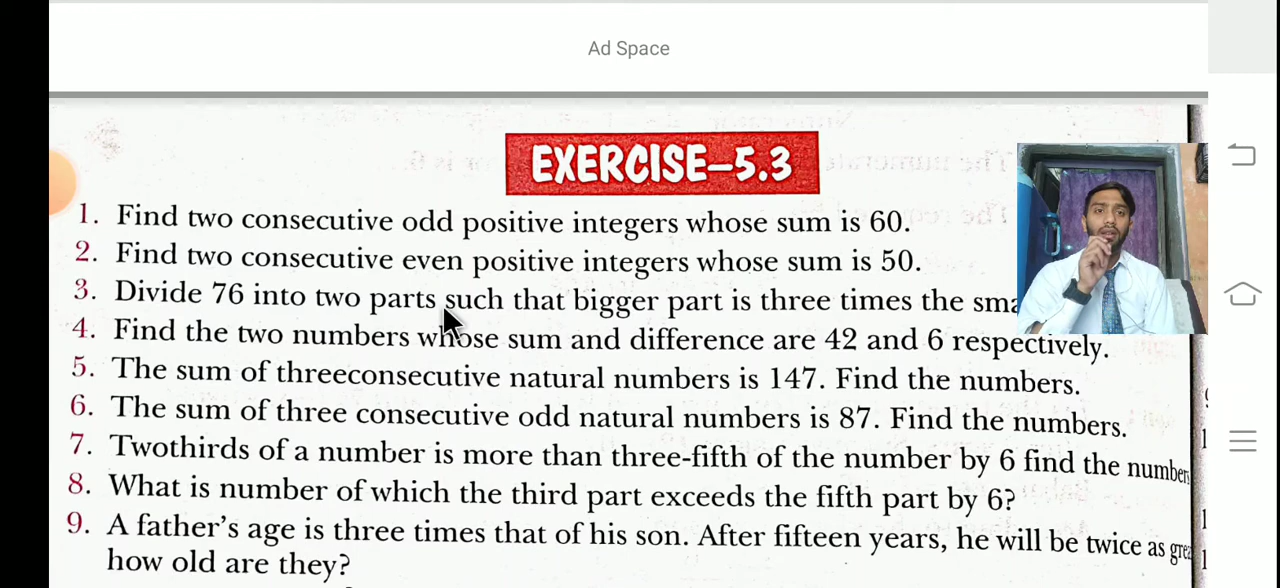 Ad Space
EXERCISE–5.3
1. Find two consecutive odd positive integers whose sum is 60.
2. Find two consecutive even positive integers whose sum is 50.
3. Divide 76 into two parts such that bigger part is three times the
4. Find the two numbers whose sum and difference are 42 and 6 respectively.
5. The sum of threeconsecutive natural numbers is 147. Find the numbers.
6. The sum of three consecutive odd natural numbers is 87. Find the numbers.
7. Twothirds of a number is more than three-fifth of the number by 6 find the number
8. What is number of which the third part exceeds the fifth part by 6?
9. A father's age is three times that of his son. After fifteen years, he will be twice as
how old are they?